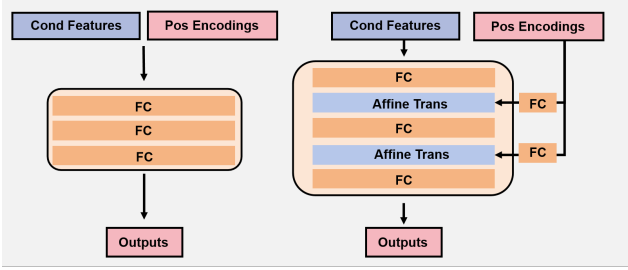 Cond Features Pos Encodings
FC
FC
FC
Outputs
Cond Features Pos Encodings
FC
Affine Trans FC
FC
Affine Trans FC
FC
Outputs